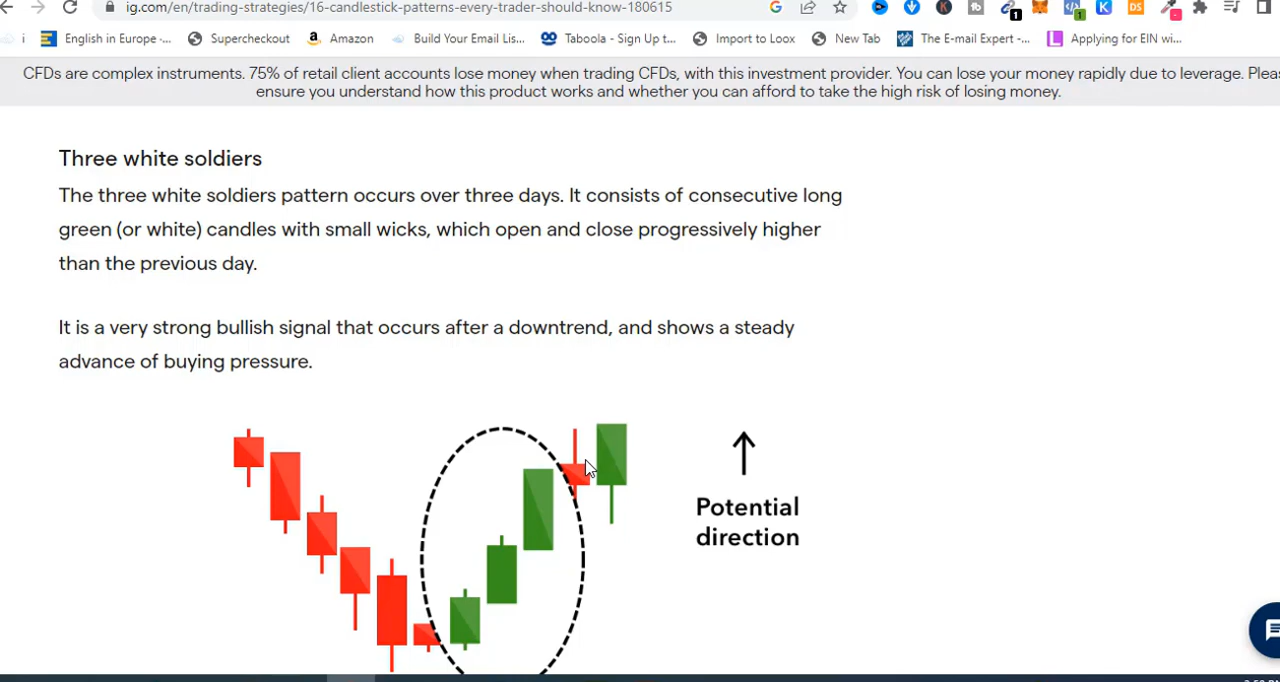 ig.com/en/trading-strategies/16-candlestick-patterns-every-trader-should-know-180615
i English in Europe -... Supercheckout Amazon Build Your Email Lis... Taboola - Sign Up t... Import to Loox New Tab The E-mail Expert -... Applying for EIN wi...
CFDs are complex instruments. 75% of retail client accounts lose money when trading CFDs, with this investment provider. You can lose your money rapidly due to leverage.
ensure you understand how this product works and whether you can afford to take the high risk of losing money.
Three white soldiers
The three white soldiers pattern occurs over three days. It consists of consecutive long
green (or white) candles with small wicks, which open and close progressively higher
than the previous day.
It is a very strong bullish signal that occurs after a downtrend, and shows a steady
advance of buying pressure.
Potential
direction